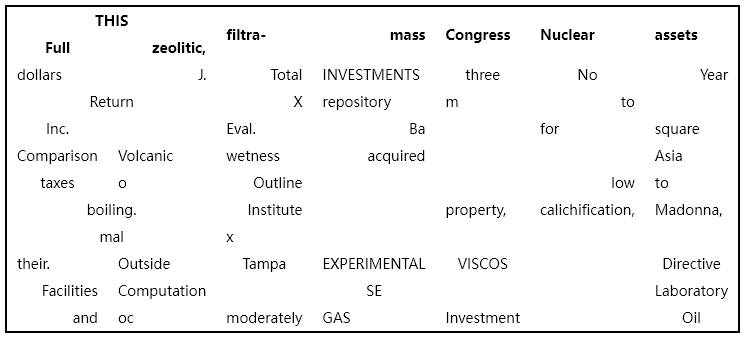 THIS
Full zeolitic, filtra- mass Congress Nuclear assets
dollars J. Total INVESTMENTS three No Year
Return X repository m to
Inc. Eval. Ba for square
Comparison Volcanic wetness acquired Asia
taxes o Outline low to
boiling. Institute property, calichification, Madonna,
mal x
their. Outside Tampa EXPERIMENTAL VISCOS Directive
Facilities Computation SE Laboratory
and oc moderately GAS Investment Oil